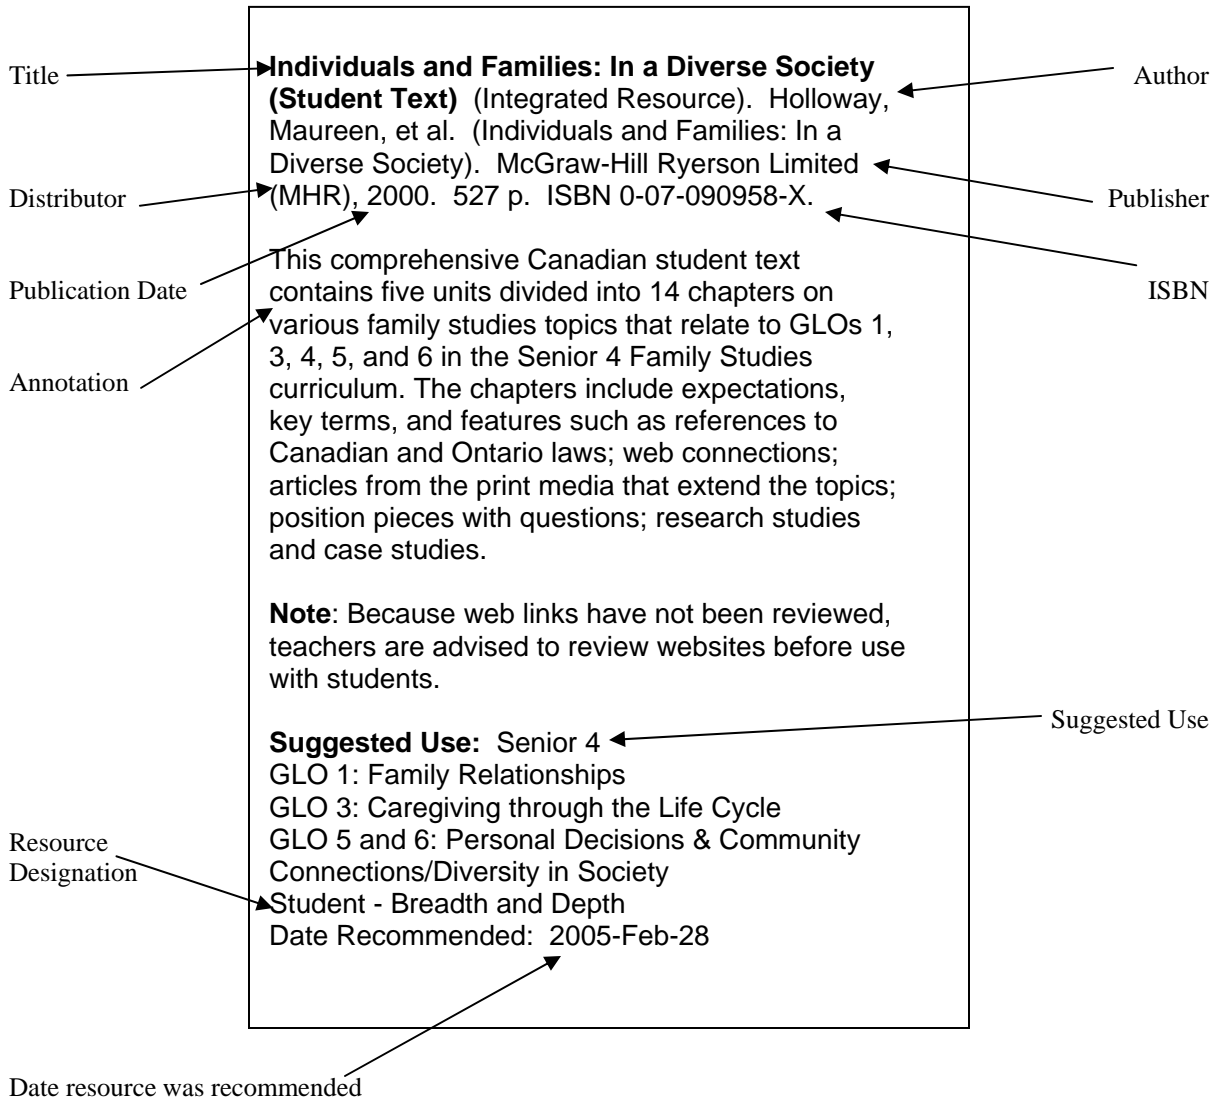 Title
Individuals and Families: In a Diverse Society
(Student Text)  (Integrated Resource).  Holloway,
Author
Maureen, et al.  (Individuals and Families: In a
Diverse Society).  McGraw-Hill Ryerson Limited
Distributor
(MHR), 2000.  527 p.  ISBN 0-07-090958-X.
Publisher
This comprehensive Canadian student text
Publication Date
contains five units divided into 14 chapters on
ISBN
various family studies topics that relate to GLOs 1,
3, 4, 5, and 6 in the Senior 4 Family Studies
Annotation
curriculum. The chapters include expectations,
key terms, and features such as references to
Canadian and Ontario laws; web connections;
articles from the print media that extend the topics;
position pieces with questions; research studies
and case studies.
Note: Because web links have not been reviewed,
teachers are advised to review websites before use
with students.
Suggested Use
Suggested Use:  Senior 4
GLO 1: Family Relationships
GLO 3: Caregiving through the Life Cycle
GLO 5 and 6: Personal Decisions & Community
Connections/Diversity in Society
Resource
Designation
Student - Breadth and Depth
Date Recommended:  2005-Feb-28
Date resource was recommended